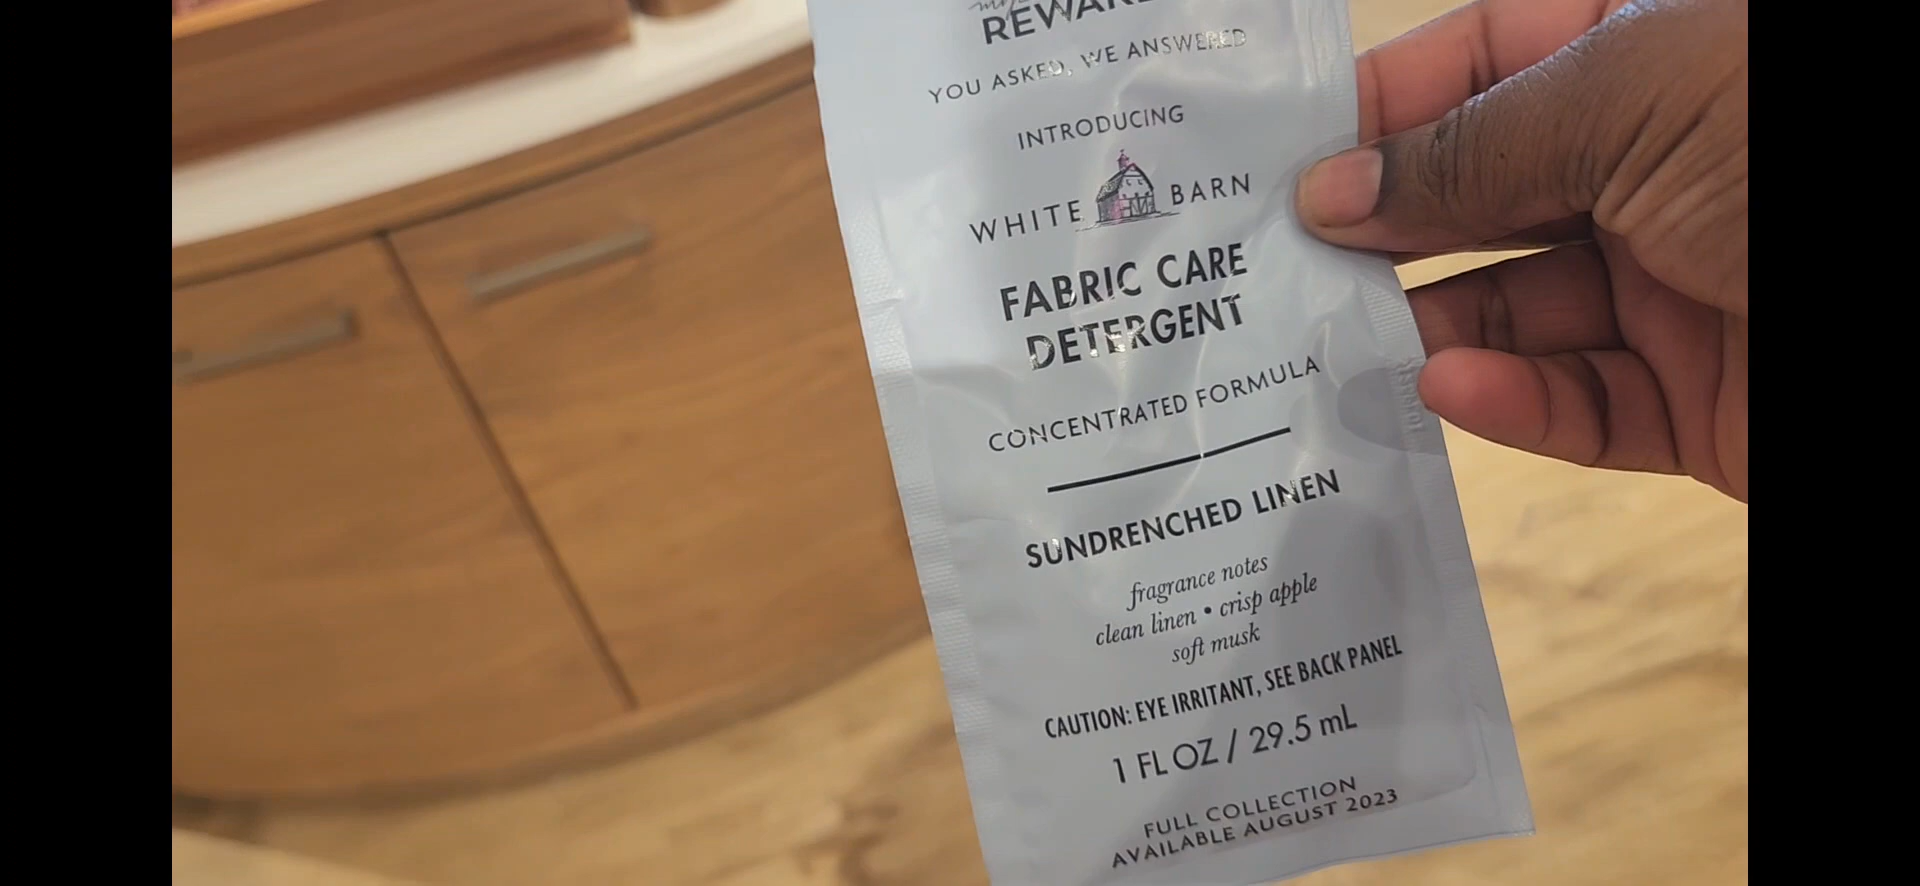 YOU ASKED, WE ANSWERED
INTRODUCING
WHITE BARN
FABRIC CARE
DETERGENT
CONCENTRATED FORMULA
SUNDRENCHED LINEN
fragrance notes
clean linen • crisp apple
soft musk
CAUTION: EYE IRRITANT, SEE BACK PANEL
1 FL OZ / 29.5 mL
FULL COLLECTION
AVAILABLE AUGUST 2023